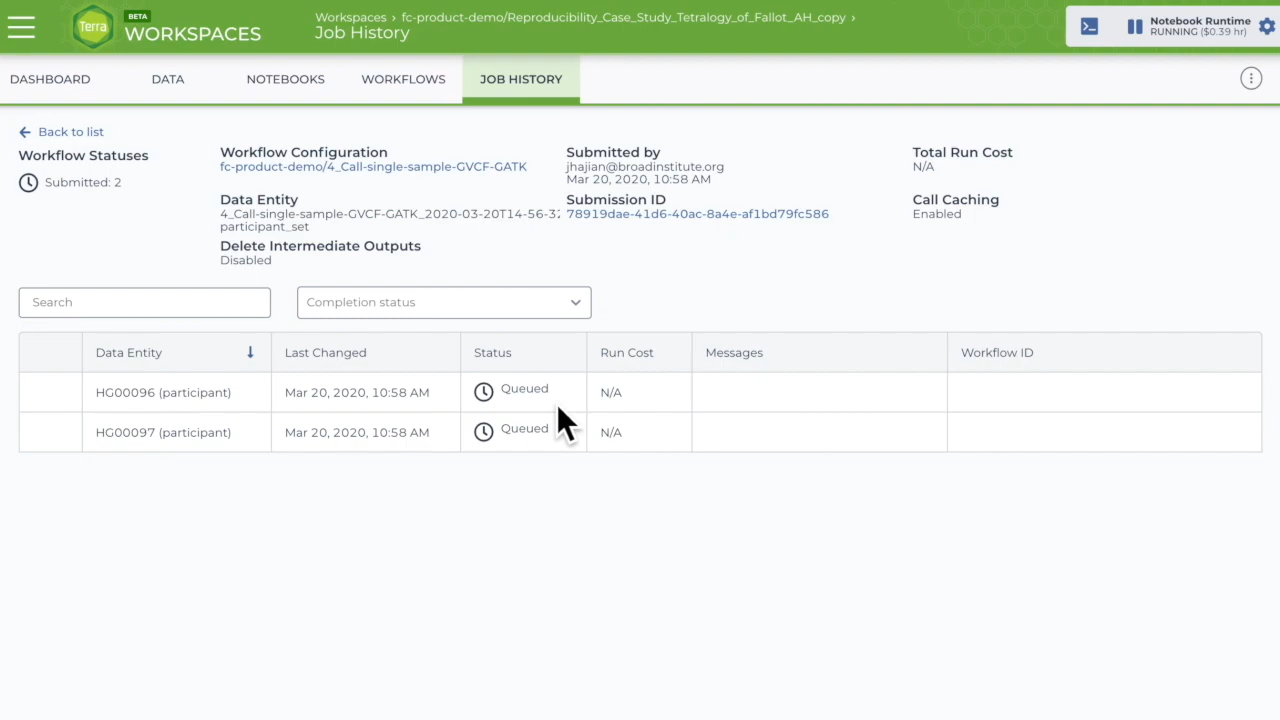 Terra
BETA
WORKSPACES
Workspaces › fc-product-demo/Reproducibility_Case_Study_Tetralogy_of_Fallot_AH_copy ›
Job History
Notebook Runtime
RUNNING ($0.39 hr)
DASHBOARD
DATA
NOTEBOOKS
WORKFLOWS
JOB HISTORY
Back to list
Workflow Statuses
Submitted: 2
Workflow Configuration
fc-product-demo/4_Call-single-sample-GVCF-GATK
Data Entity
4_Call-single-sample-GVCF-GATK_2020-03-20T14-56-32
participant_set
Delete Intermediate Outputs
Disabled
Submitted by
jhajian@broadinstitute.org
Mar 20, 2020, 10:58 AM
Submission ID
78919dae-41d6-40ac-8a4e-af1bd79fc586
Total Run Cost
N/A
Call Caching
Enabled
Search
Completion status
Data Entity Last Changed Status Run Cost Messages Workflow ID
HG00096 (participant) Mar 20, 2020, 10:58 AM Queued N/A
HG00097 (participant) Mar 20, 2020, 10:58 AM Queued N/A